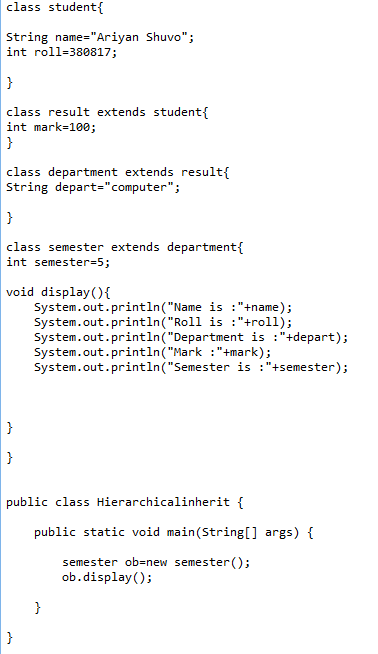 class student{
String name="Ariyan Shuvo";
int roll=380817;
}
class result extends student{
int mark=100;
}
class department extends result{
String depart="computer";
}
class semester extends department{
int semester=5;
void display(){
    System.out.println("Name is :"+name);
    System.out.println("Roll is :"+roll);
    System.out.println("Department is :"+depart);
    System.out.println("Mark :"+mark);
    System.out.println("Semester is :"+semester);
}
}
public class Hierarchicalinherit {
    public static void main(String[] args) {
        semester ob=new semester();
        ob.display();
    }
}